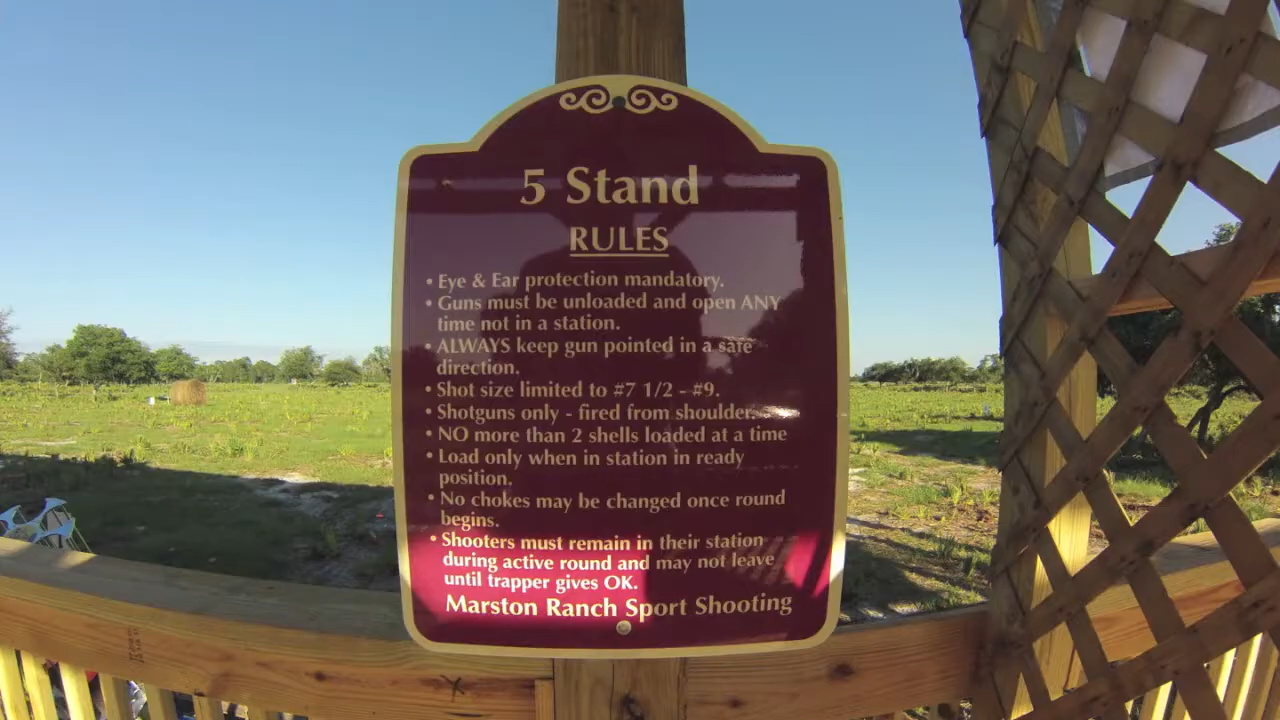 5 Stand
RULES
• Eye & Ear protection mandatory.
• Guns must be unloaded and open ANY
time not in a station.
• ALWAYS keep gun pointed in a safe
direction.
• Shot size limited to #7 1/2 - #9.
• Shotguns only - fired from shoulder.
• NO more than 2 shells loaded at a time
• Load only when in station in ready
position.
• No chokes may be changed once round
begins.
• Shooters must remain in their station
during active round and may not leave
until trapper gives OK.
Marston Ranch Sport Shooting